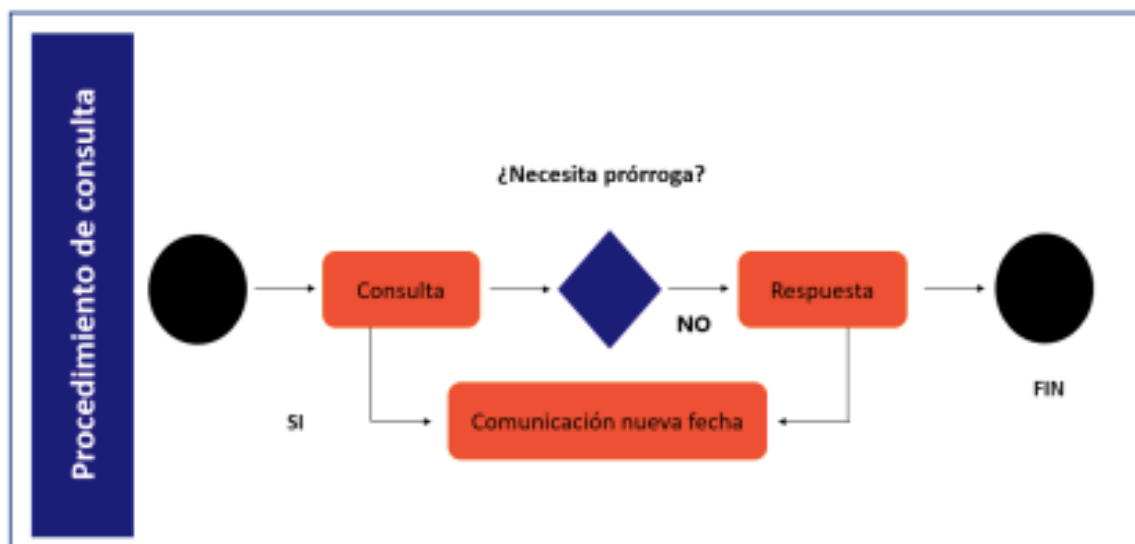 Procedimiento de consulta
¿Necesita prórroga?
Consulta
NO
Respuesta
SI
Comunicación nueva fecha
FIN